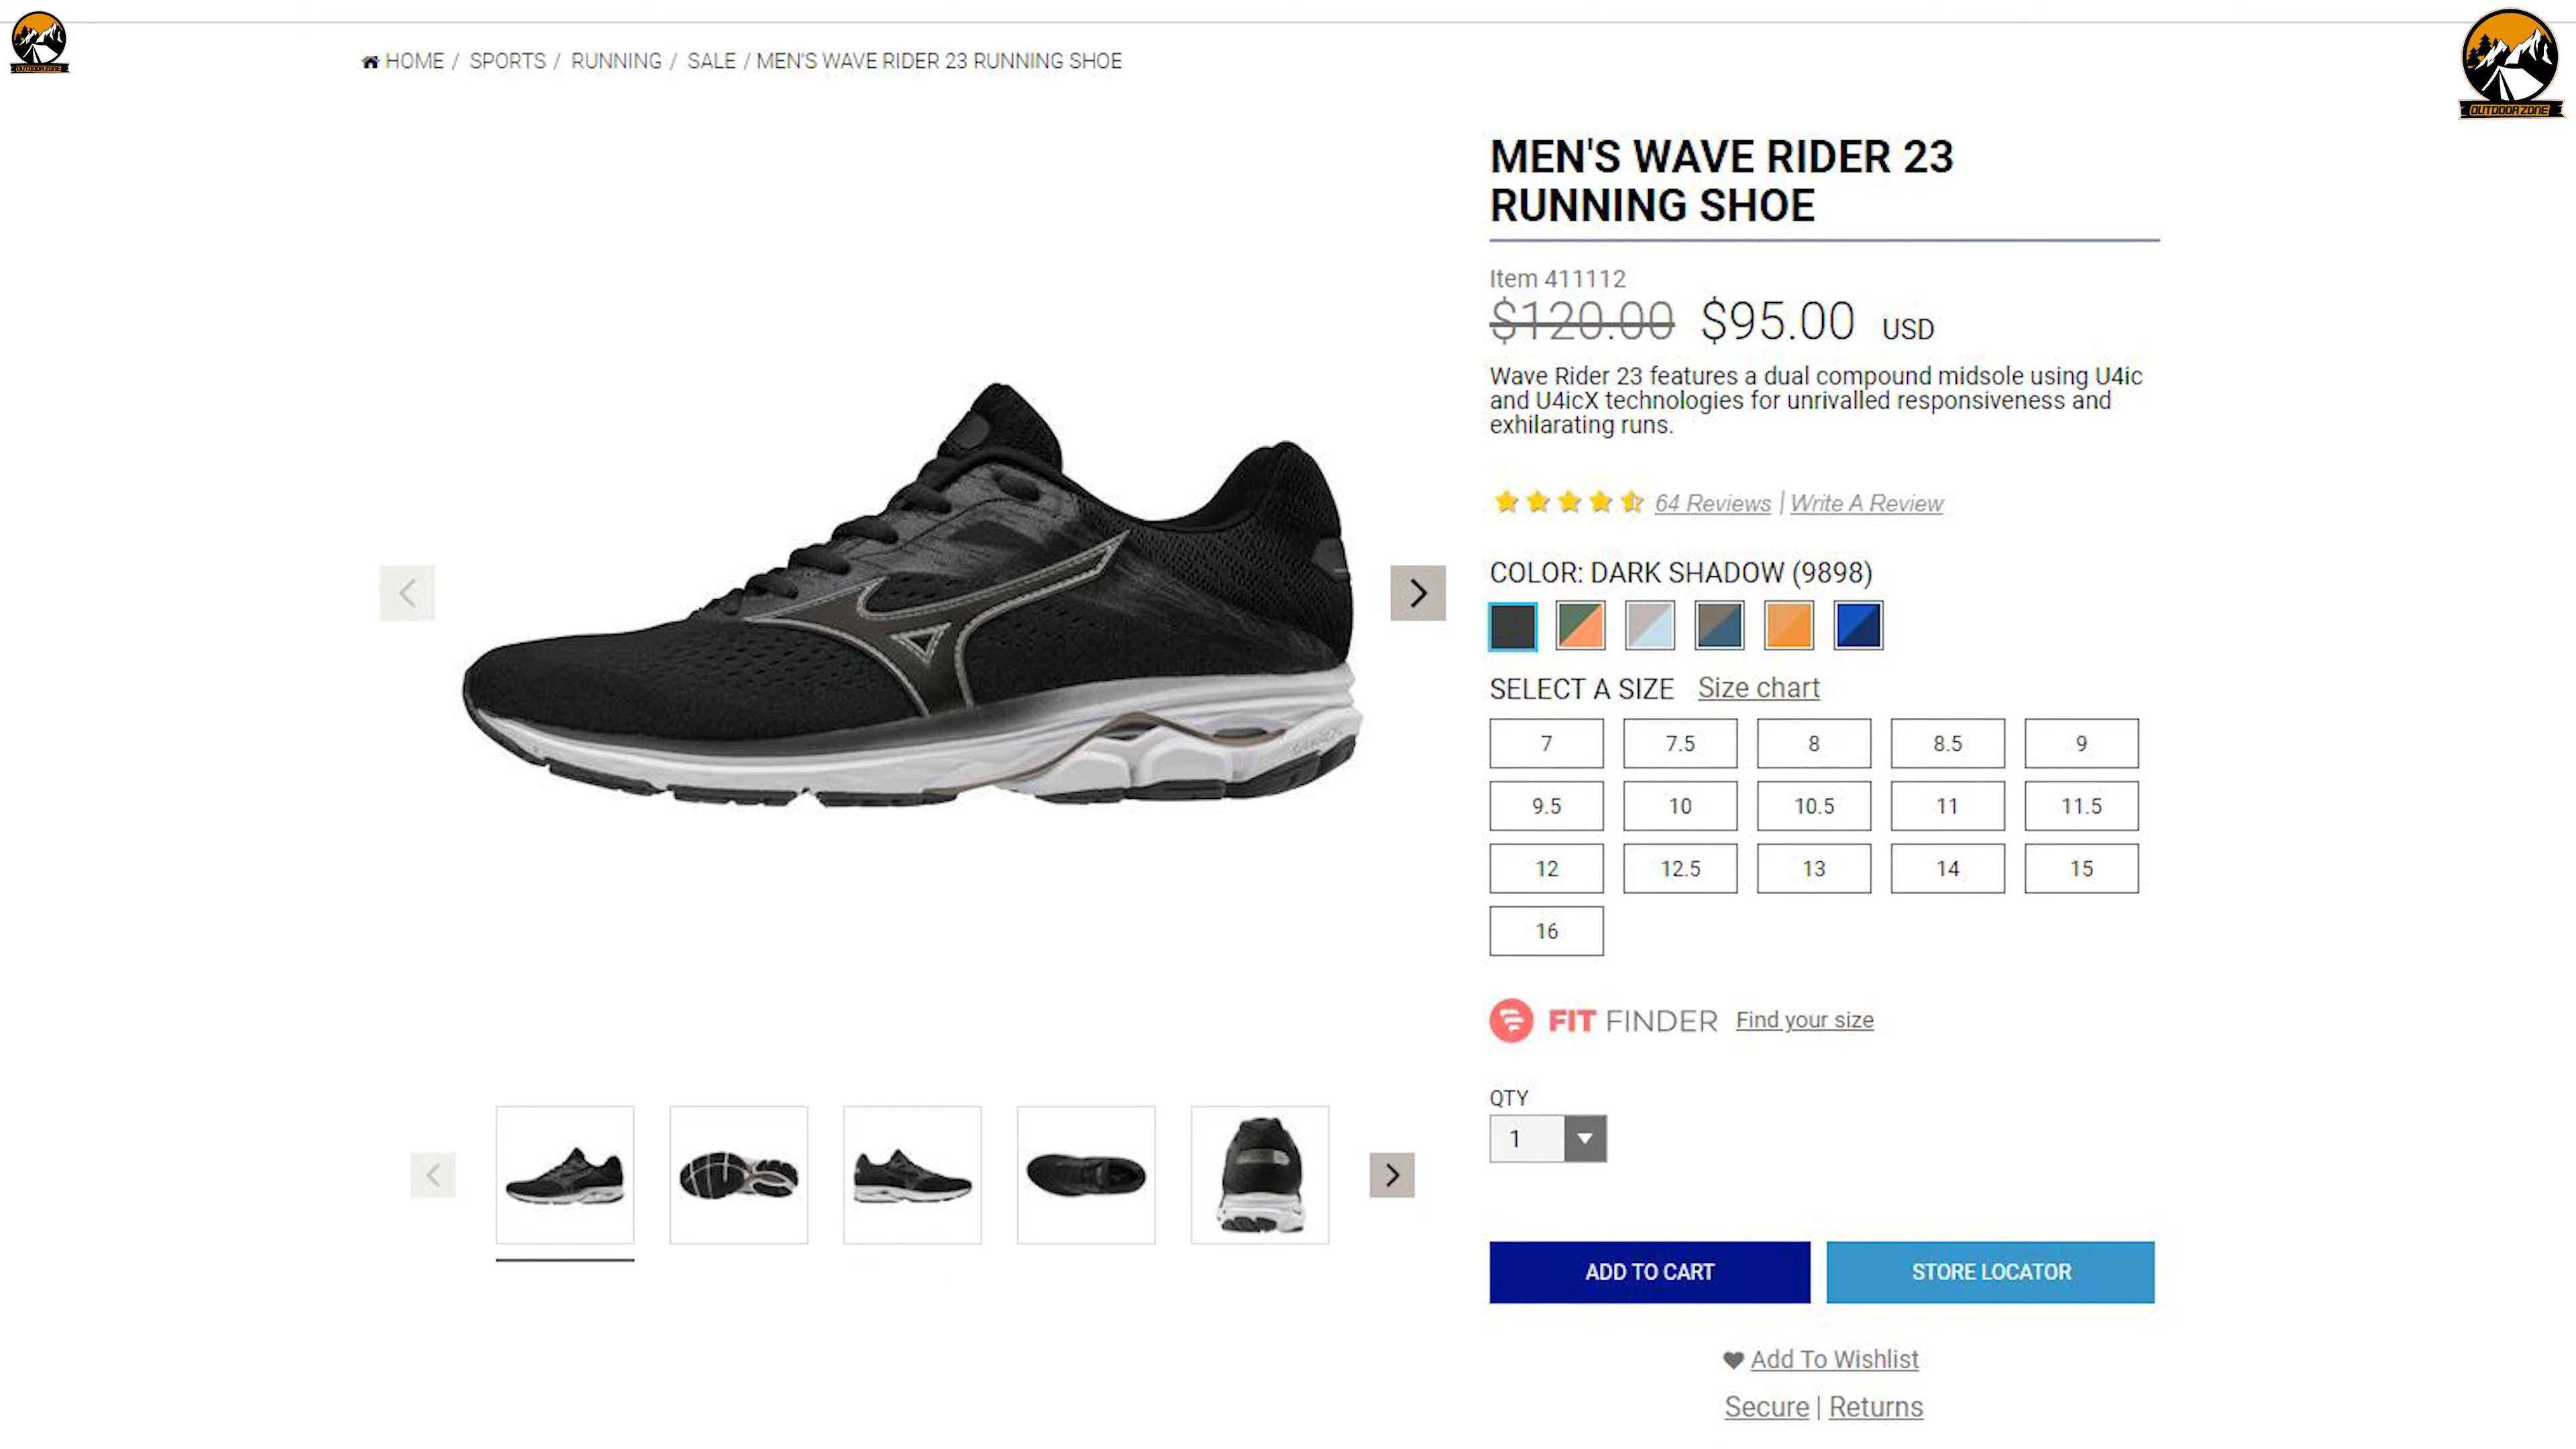 OUTDOORZONE
OUTDOORZONE
HOME / SPORTS / RUNNING / SALE / MEN'S WAVE RIDER 23 RUNNING SHOE
MEN'S WAVE RIDER 23
RUNNING SHOE
Item 411112
$120.00 $95.00 USD
Wave Rider 23 features a dual compound midsole using U4ic
and U4icX technologies for unrivalled responsiveness and
exhilarating runs.
64 Reviews | Write A Review
COLOR: DARK SHADOW (9898)
SELECT A SIZE Size chart
7 7.5 8 8.5 9
9.5 10 10.5 11 11.5
12 12.5 13 14 15
16
FIT FINDER Find your size
QTY
1
ADD TO CART STORE LOCATOR
Add To Wishlist
Secure | Returns